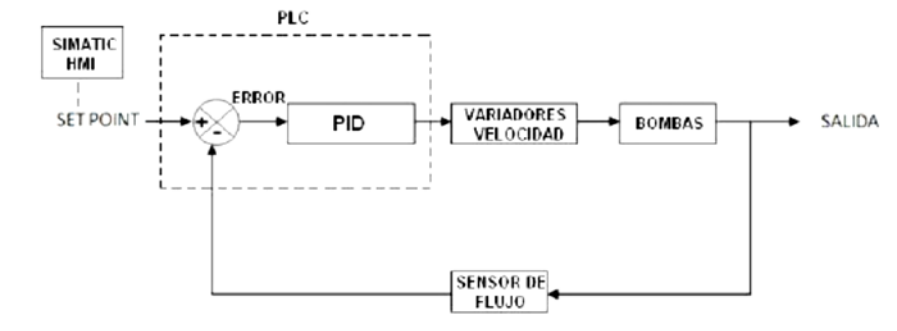 PLC
SIMATIC
HMI
SET POINT
+
-
ERROR
PID
VARIADORES
VELOCIDAD
BOMBAS
SALIDA
SENSOR DE
FLUJO